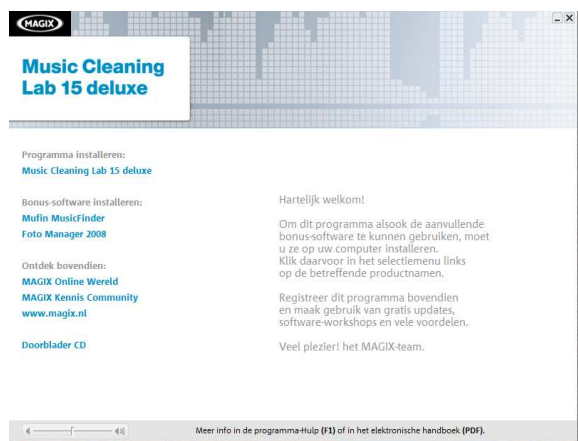 MAGIX
Music Cleaning
Lab 15 deluxe
Programma installeren:
Music Cleaning Lab 15 deluxe
Bonus-software installeren:
Mufin MusicFinder
Foto Manager 2008
Ontdek bovendien:
MAGIX Online Wereld
MAGIX Kennis Community
www.magix.nl
Doorblader CD
Hartelijk welkom!
Om dit programma alsook de aanvullende
bonus-software te kunnen gebruiken, moet
u ze op uw computer installeren.
Klik daarvoor in het selectiemenu links
op de betreffende productnamen.
Registreer dit programma bovendien
en maak gebruik van gratis updates,
software-workshops en vele voordelen.
Veel plezier! het MAGIX-team.
Meer info in de programma-Hulp (F1) of in het elektronische handboek (PDF).